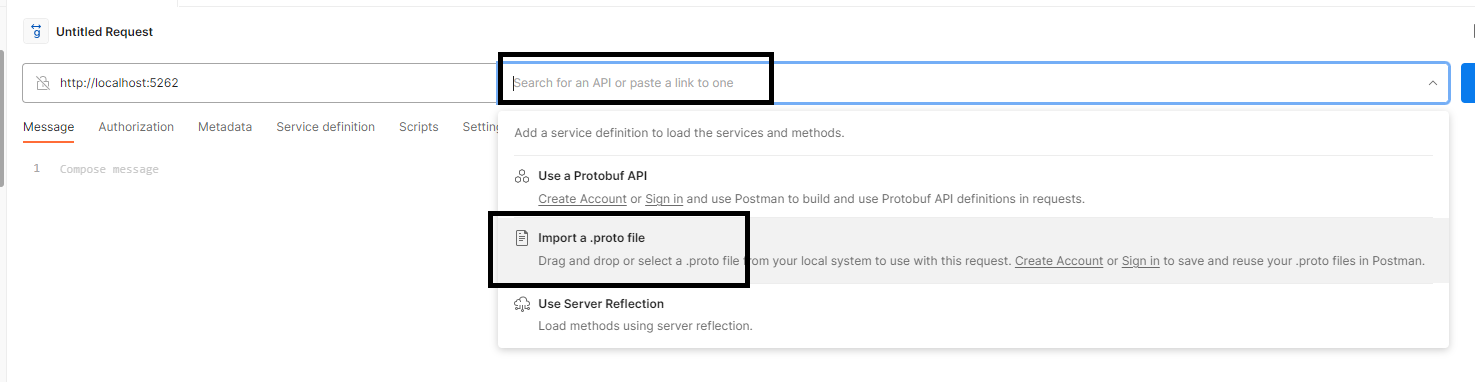 Untitled Request
http://localhost:5262
Search for an API or paste a link to one
Message Authorization Metadata Service definition Scripts
Add a service definition to load the services and methods.
1 Compose message
Use a Protobuf API
Create Account or Sign in and use Postman to build and use Protobuf API definitions in requests.
Import a .proto file
Drag and drop or select a .proto file from your local system to use with this request. Create Account or Sign in to save and reuse your .proto files in Postman.
Use Server Reflection
Load methods using server reflection.